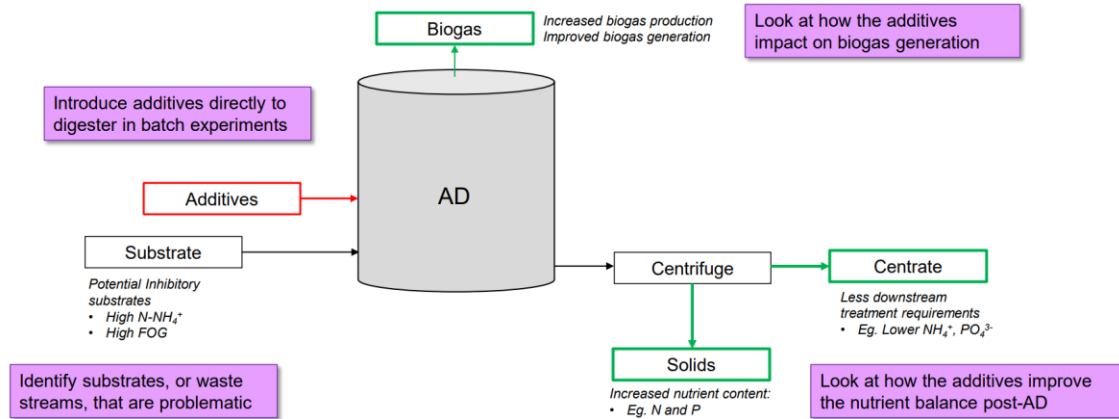 Biogas
Increased biogas production
Improved biogas generation
Look at how the additives
impact on biogas generation
Introduce additives directly to
digester in batch experiments
AD
Additives
Substrate
Potential Inhibitory
substrates
• High N-NH₄⁺
• High FOG
Centrifuge
Centrate
Less downstream
treatment requirements
• Eg. Lower NH₄⁺, PO₄³⁻
Solids
Increased nutrient content:
• Eg. N and P
Identify substrates, or waste
streams, that are problematic
Look at how the additives improve
the nutrient balance post-AD